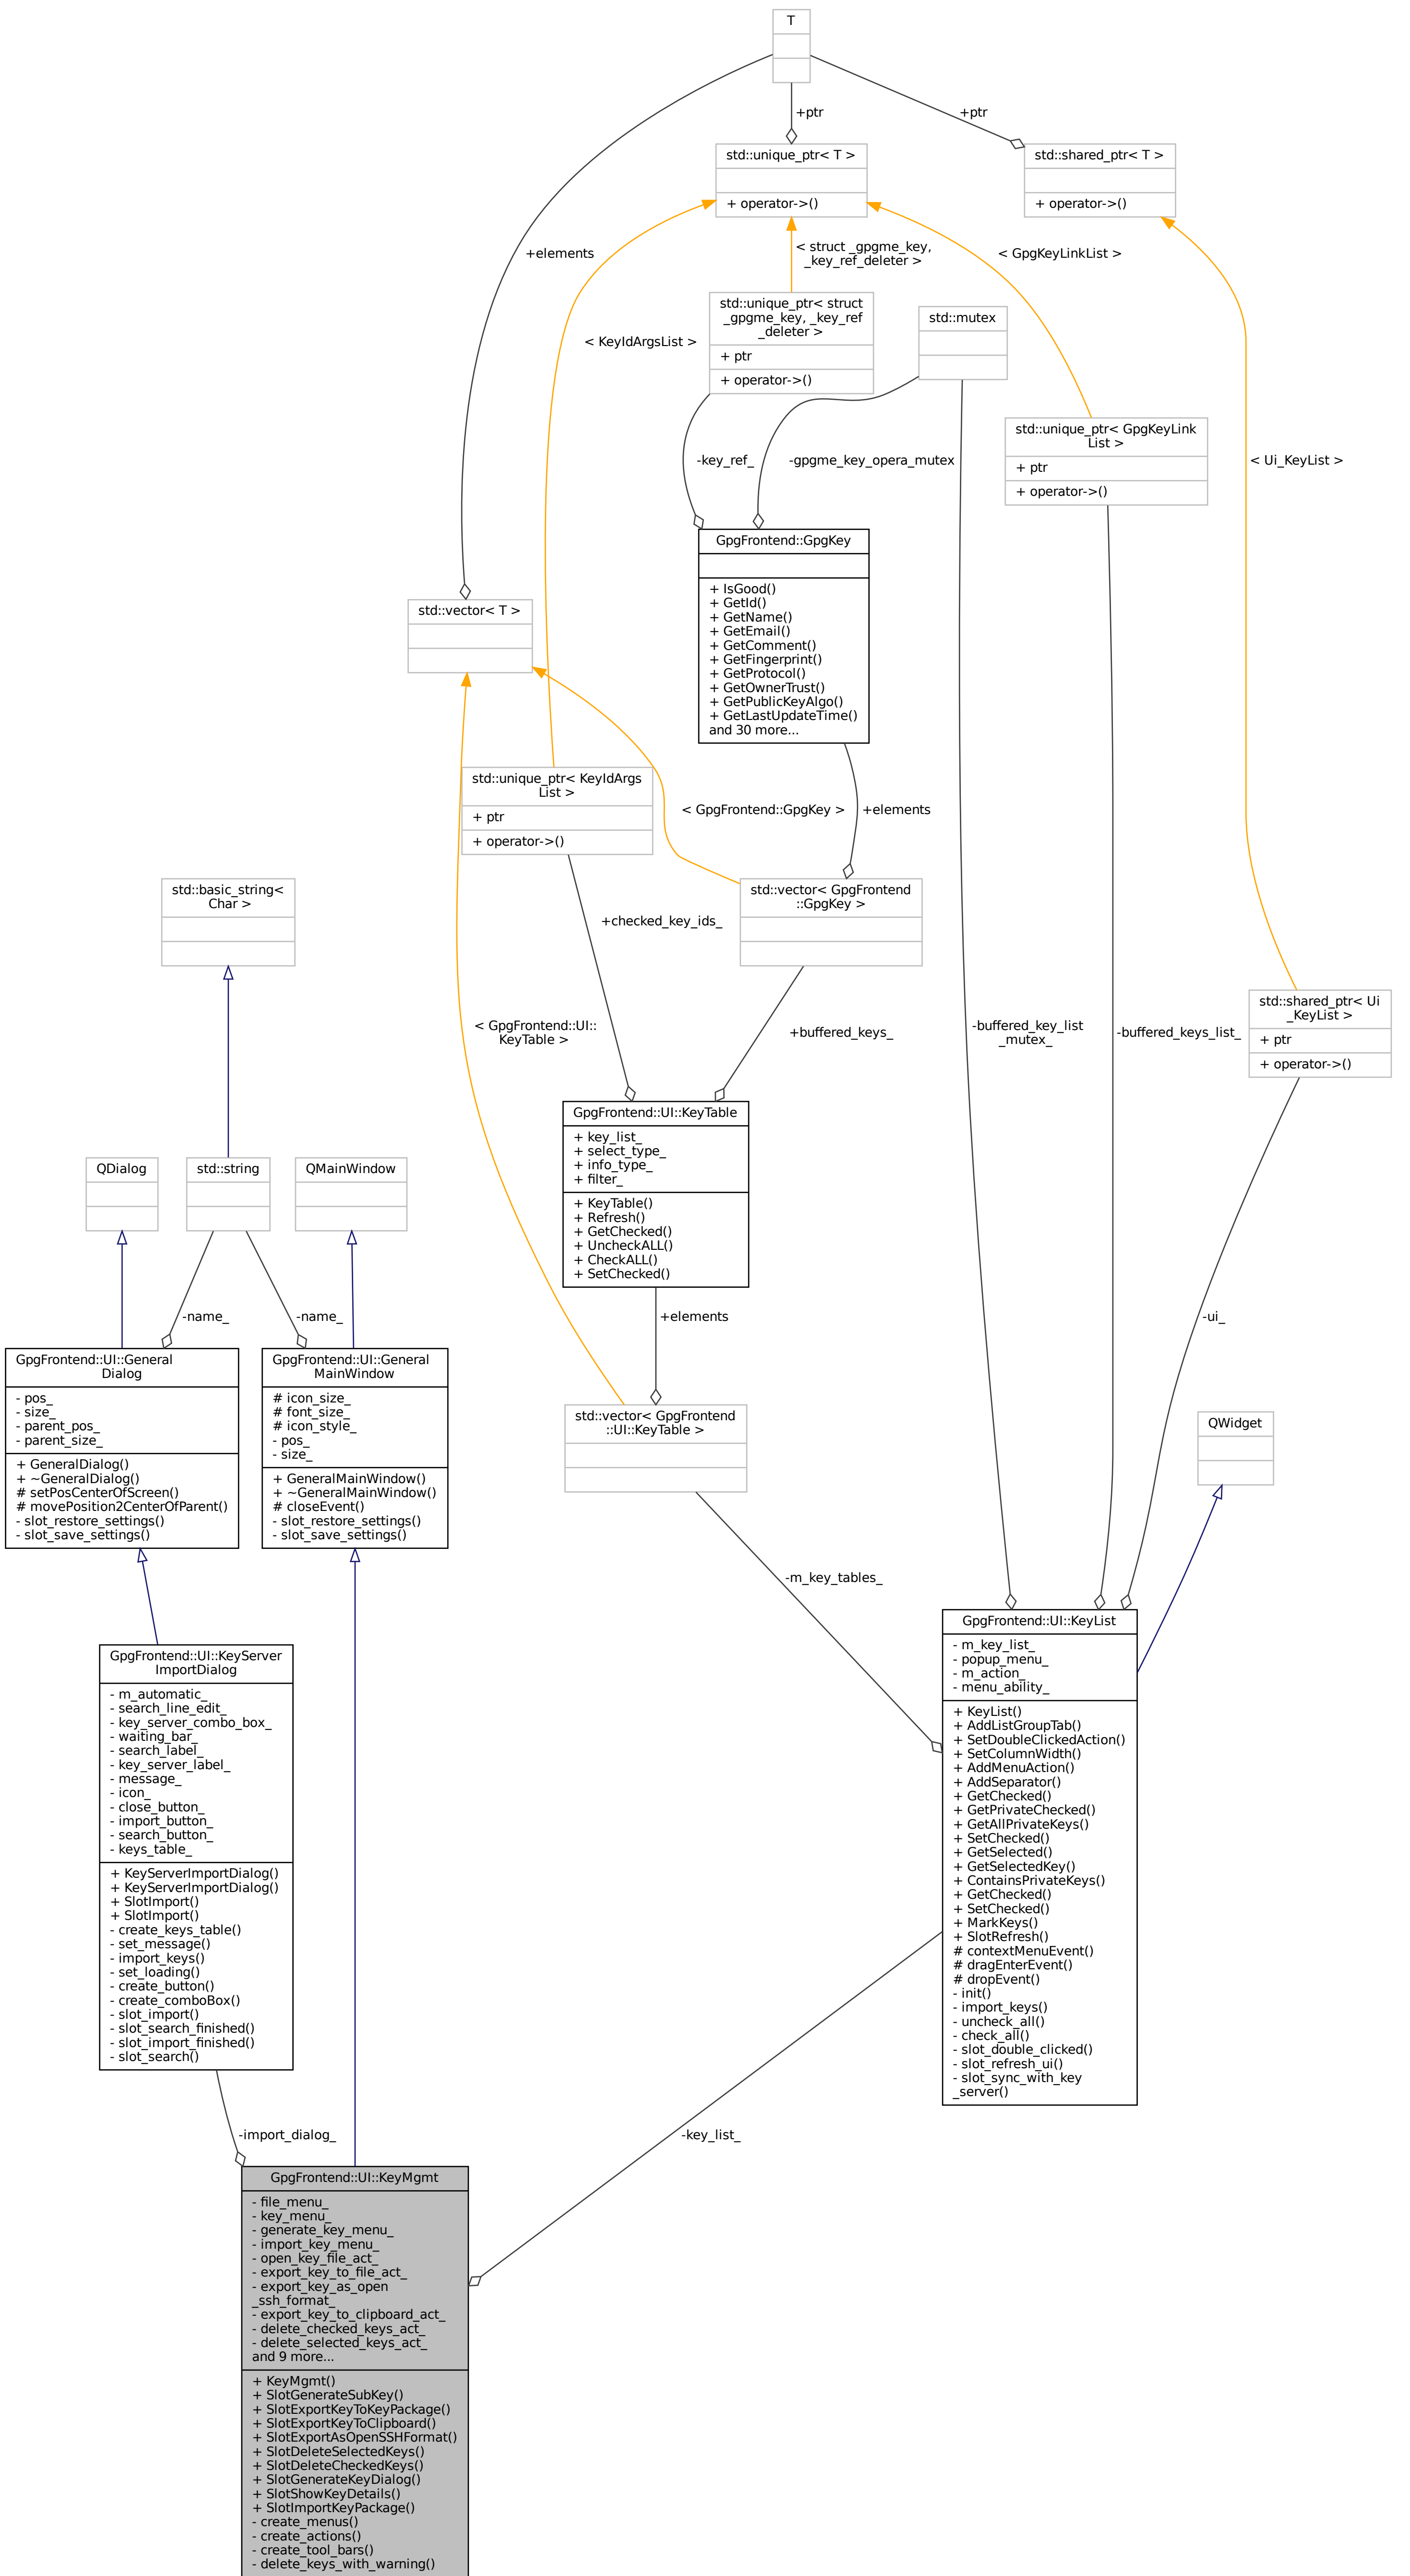 T
+ptr
+ptr
std::unique_ptr< T >
+ operator->()
std::shared_ptr< T >
+ operator->()
+elements
< struct _gpgme_key,
_key_ref_deleter >
< GpgKeyLinkList >
std::unique_ptr< struct
_gpgme_key, _key_ref
_deleter >
+ ptr
+ operator->()
std::mutex
< KeyIdArgsList >
std::unique_ptr< GpgKeyLink
List >
+ ptr
+ operator->()
-key_ref_
-gpgme_key_opera_mutex
< Ui_KeyList >
GpgFrontend::GpgKey
+ IsGood()
+ GetId()
+ GetName()
+ GetEmail()
+ GetComment()
+ GetFingerprint()
+ GetProtocol()
+ GetOwnerTrust()
+ GetPublicKeyAlgo()
+ GetLastUpdateTime()
and 30 more...
std::vector< T >
std::unique_ptr< KeyIdArgs
List >
+ ptr
+ operator->()
< GpgFrontend::GpgKey >
+elements
std::basic_string<
Char >
std::vector< GpgFrontend
::GpgKey >
+checked_key_ids_
< GpgFrontend::UI::
KeyTable >
+buffered_keys_
-buffered_key_list
_mutex_
-buffered_keys_list_
std::shared_ptr< Ui
_KeyList >
+ ptr
+ operator->()
GpgFrontend::UI::KeyTable
+ key_list_
+ select_type_
+ info_type_
+ filter_
+ KeyTable()
+ Refresh()
+ GetChecked()
+ UncheckALL()
+ CheckALL()
+ SetChecked()
QDialog
std::string
QMainWindow
-name_
-name_
+elements
-ui_
GpgFrontend::UI::General
Dialog
- pos_
- size_
- parent_pos_
- parent_size_
+ GeneralDialog()
+ ~GeneralDialog()
# setPosCenterOfScreen()
# movePosition2CenterOfParent()
- slot_restore_settings()
- slot_save_settings()
GpgFrontend::UI::General
MainWindow
# icon_size_
# font_size_
# icon_style_
- pos_
- size_
+ GeneralMainWindow()
+ ~GeneralMainWindow()
# closeEvent()
- slot_restore_settings()
- slot_save_settings()
std::vector< GpgFrontend
::UI::KeyTable >
QWidget
-m_key_tables_
GpgFrontend::UI::KeyList
- m_key_list_
- popup_menu_
- m_action_
- menu_ability_
+ KeyList()
+ AddListGroupTab()
+ SetDoubleClickedAction()
+ SetColumnWidth()
+ AddMenuAction()
+ AddSeparator()
+ GetChecked()
+ GetPrivateChecked()
+ GetAllPrivateKeys()
+ SetChecked()
+ GetSelected()
+ GetSelectedKey()
+ ContainsPrivateKeys()
+ GetChecked()
+ SetChecked()
+ MarkKeys()
+ SlotRefresh()
# contextMenuEvent()
# dragEnterEvent()
# dropEvent()
- init()
- import_keys()
- uncheck_all()
- check_all()
- slot_double_clicked()
- slot_refresh_ui()
- slot_sync_with_key
_server()
GpgFrontend::UI::KeyServer
ImportDialog
- m_automatic_
- search_line_edit_
- key_server_combo_box_
- waiting_bar_
- search_label_
- key_server_label_
- message_
- icon_
- close_button_
- import_button_
- search_button_
- keys_table_
+ KeyServerImportDialog()
+ KeyServerImportDialog()
+ SlotImport()
+ SlotImport()
- create_keys_table()
- set_message()
- import_keys()
- set_loading()
- create_button()
- create_comboBox()
- slot_import()
- slot_search_finished()
- slot_import_finished()
- slot_search()
-import_dialog_
-key_list_
GpgFrontend::UI::KeyMgmt
- file_menu_
- key_menu_
- generate_key_menu_
- import_key_menu_
- open_key_file_act_
- export_key_to_file_act_
- export_key_as_open
_ssh_format_
- export_key_to_clipboard_act_
- delete_checked_keys_act_
- delete_selected_keys_act_
and 9 more...
+ KeyMgmt()
+ SlotGenerateSubKey()
+ SlotExportKeyToKeyPackage()
+ SlotExportKeyToClipboard()
+ SlotExportAsOpenSSHFormat()
+ SlotDeleteSelectedKeys()
+ SlotDeleteCheckedKeys()
+ SlotGenerateKeyDialog()
+ SlotShowKeyDetails()
+ SlotImportKeyPackage()
- create_menus()
- create_actions()
- create_tool_bars()
- delete_keys_with_warning()